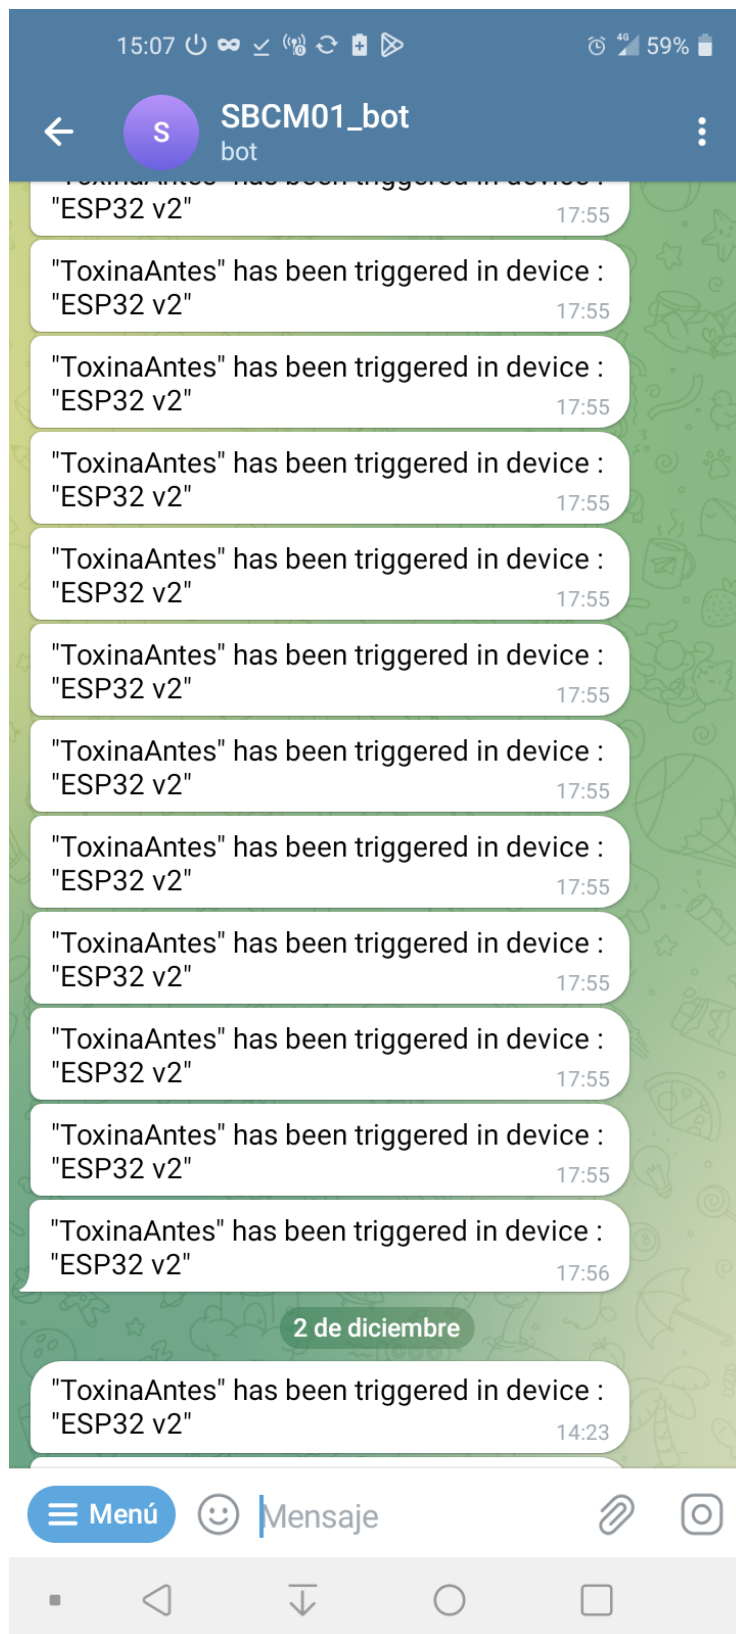 15:07 4G 59%
S
SBCM01_bot
bot
"ToxinaAntes" has been triggered in device :
"ESP32 v2"
17:55
"ToxinaAntes" has been triggered in device :
"ESP32 v2"
17:55
"ToxinaAntes" has been triggered in device :
"ESP32 v2"
17:55
"ToxinaAntes" has been triggered in device :
"ESP32 v2"
17:55
"ToxinaAntes" has been triggered in device :
"ESP32 v2"
17:55
"ToxinaAntes" has been triggered in device :
"ESP32 v2"
17:55
"ToxinaAntes" has been triggered in device :
"ESP32 v2"
17:55
"ToxinaAntes" has been triggered in device :
"ESP32 v2"
17:55
"ToxinaAntes" has been triggered in device :
"ESP32 v2"
17:55
"ToxinaAntes" has been triggered in device :
"ESP32 v2"
17:55
"ToxinaAntes" has been triggered in device :
"ESP32 v2"
17:55
"ToxinaAntes" has been triggered in device :
"ESP32 v2"
17:56
2 de diciembre
"ToxinaAntes" has been triggered in device :
"ESP32 v2"
14:23
Menú
Mensaje